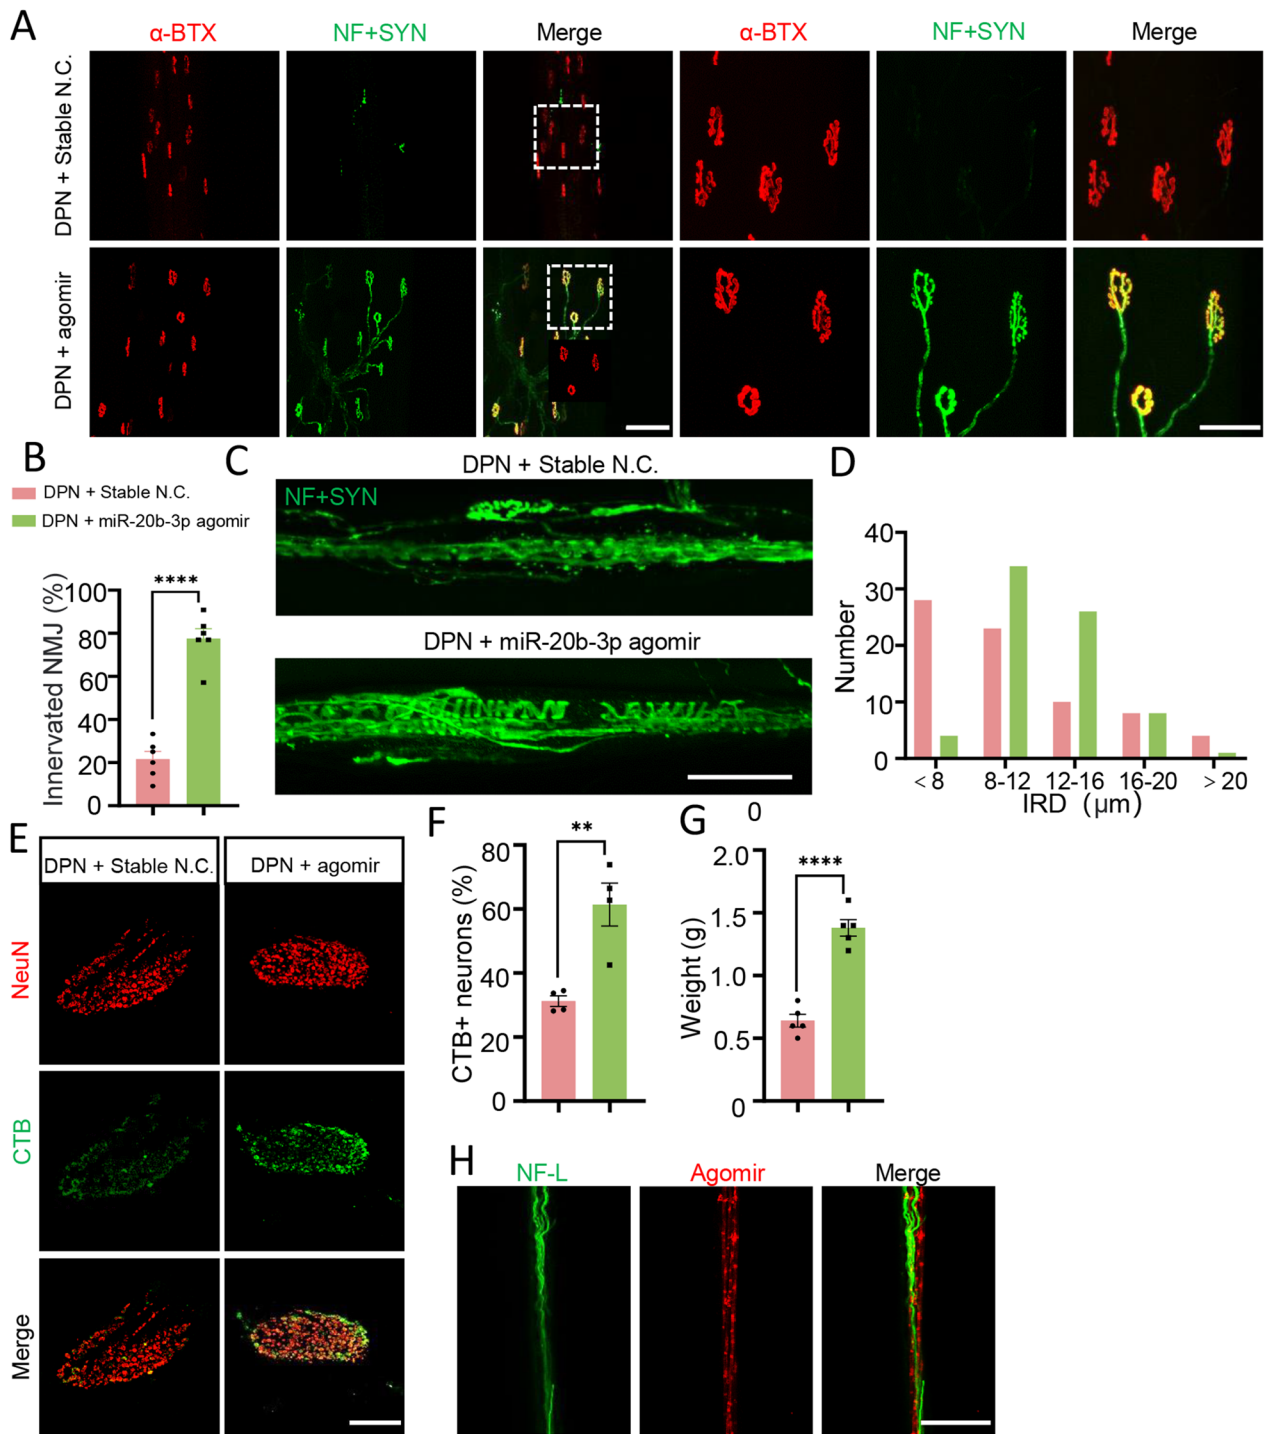 A
α-BTX NF+SYN Merge α-BTX NF+SYN Merge
DPN + Stable N.C.
DPN + agomir
B
DPN + Stable N.C.
DPN + miR-20b-3p agomir
Innervated NMJ (%)
****
100
80
60
40
20
0
C
DPN + Stable N.C.
NF+SYN
DPN + miR-20b-3p agomir
0
D
Number
40
30
20
10
0
< 8 8-12 12-16 16-20 > 20
IRD (μm)
E
DPN + Stable N.C. DPN + agomir
NeuN
CTB
Merge
F
**
CTB+ neurons (%)
80
60
40
20
0
G
****
Weight (g)
2.0
1.5
1.0
0.5
0
H
NF-L Agomir Merge